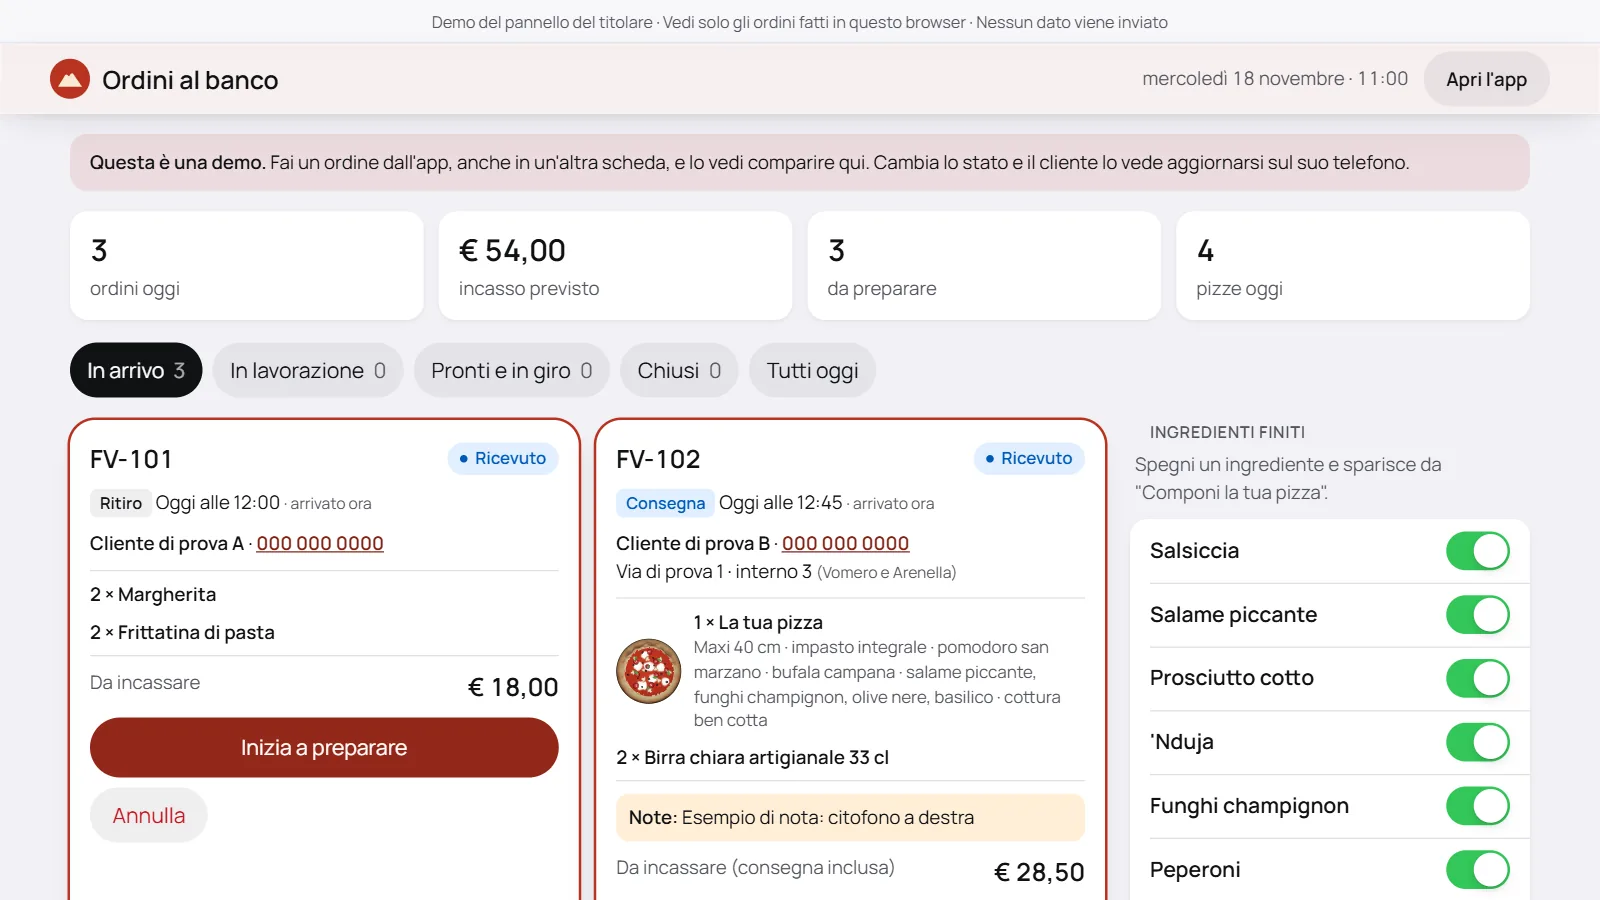 Demo del pannello del titolare · Vedi solo gli ordini fatti in questo browser · Nessun dato viene inviato
Ordini al banco
mercoledì 18 novembre · 11:00
Apri l'app
Questa è una demo. Fai un ordine dall'app, anche in un'altra scheda, e lo vedi comparire qui. Cambia lo stato e il cliente lo vede aggiornarsi sul suo telefono.
3
ordini oggi
€ 54,00
incasso previsto
3
da preparare
4
pizze oggi
In arrivo 3
In lavorazione 0
Pronti e in giro 0
Chiusi 0
Tutti oggi
FV-101
Ricevuto
Ritiro Oggi alle 12:00 · arrivato ora
Cliente di prova A · 000 000 0000
2 × Margherita
2 × Frittatina di pasta
Da incassare
€ 18,00
Inizia a preparare
Annulla
FV-102
Ricevuto
Consegna Oggi alle 12:45 · arrivato ora
Cliente di prova B · 000 000 0000
Via di prova 1 · interno 3 (Vomero e Arenella)
1 × La tua pizza
Maxi 40 cm · impasto integrale · pomodoro san
marzano · bufala campana · salame piccante,
funghi champignon, olive nere, basilico · cottura
ben cotta
2 × Birra chiara artigianale 33 cl
Note: Esempio di nota: citofono a destra
Da incassare (consegna inclusa)
€ 28,50
INGREDIENTI FINITI
Spegni un ingrediente e sparisce da
"Componi la tua pizza".
Salsiccia
Salame piccante
Prosciutto cotto
'Nduja
Funghi champignon
Peperoni